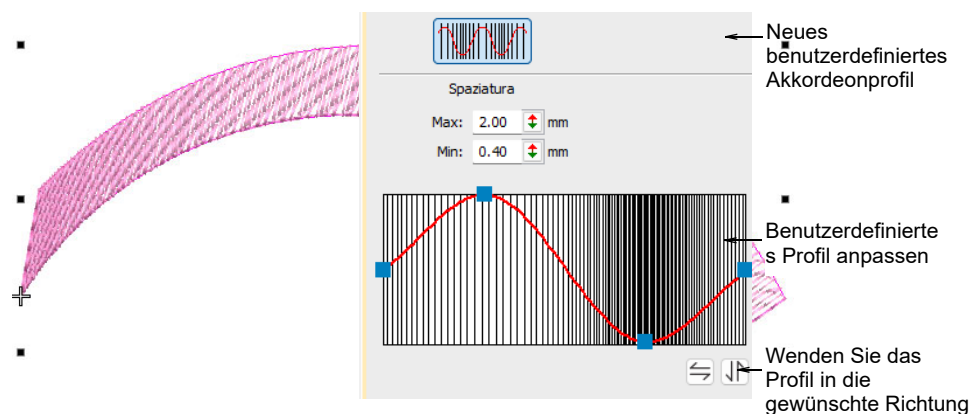 Neues
benutzerdefiniertes
Akkordeonprofil
Spaziatura
Max: 2.00 mm
Min: 0.40 mm
Benutzerdefinierte
s Profil anpassen
Wenden Sie das
Profil in die
gewünschte Richtung